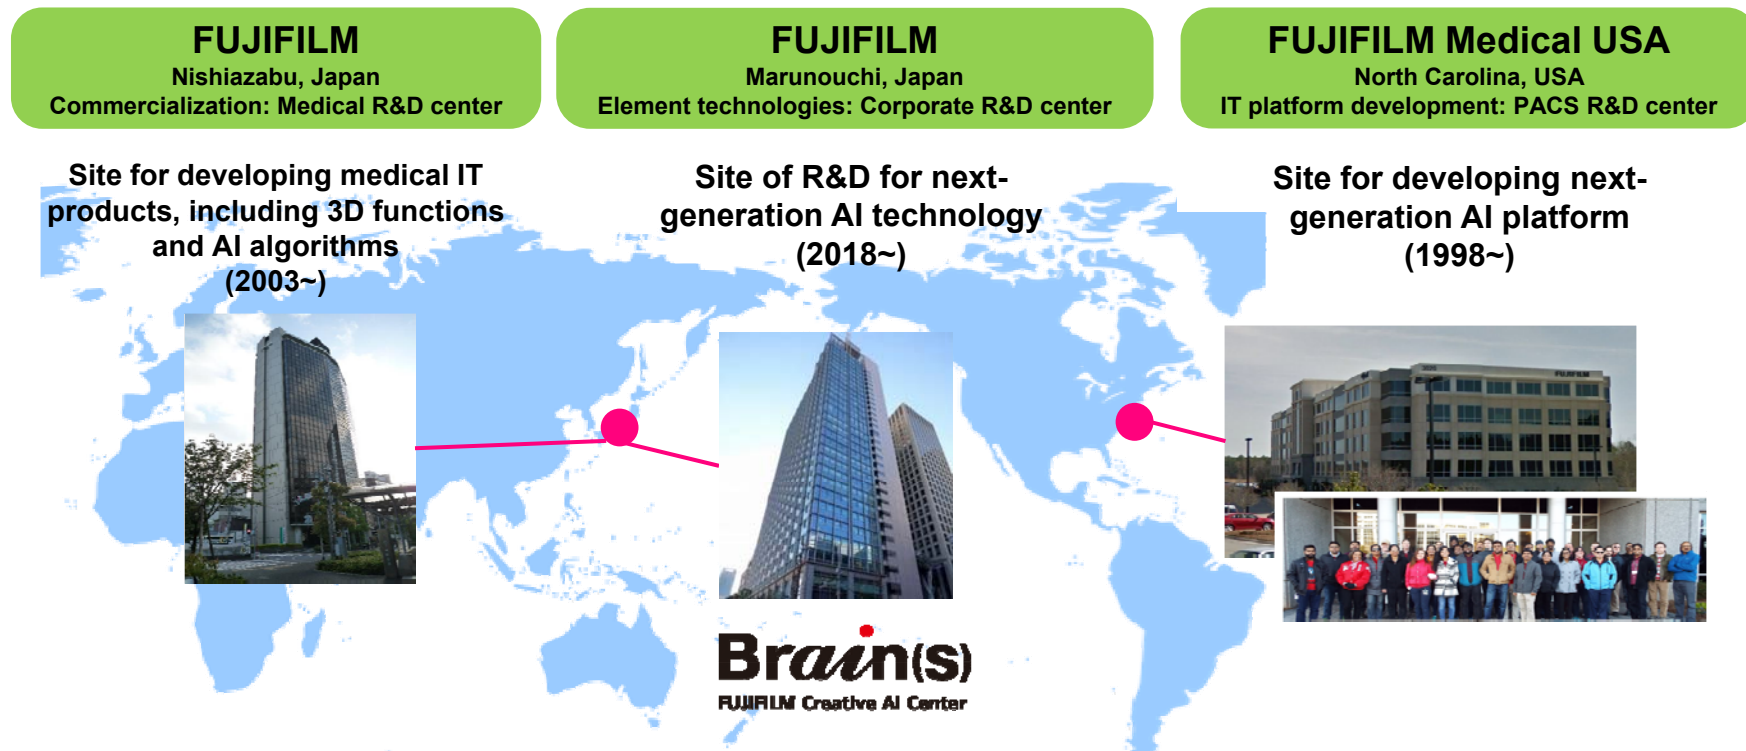 FUJIFILM
Nishiazabu, Japan
Commercialization: Medical R&D center
FUJIFILM
Marunouchi, Japan
Element technologies: Corporate R&D center
FUJIFILM Medical USA
North Carolina, USA
IT platform development: PACS R&D center
Site for developing medical IT
products, including 3D functions
and AI algorithms
(2003~)
Site of R&D for next-
generation AI technology
(2018~)
Site for developing next-
generation AI platform
(1998~)
FUJIFILM
Brain(s)
FUJIFILM Creative AI Center